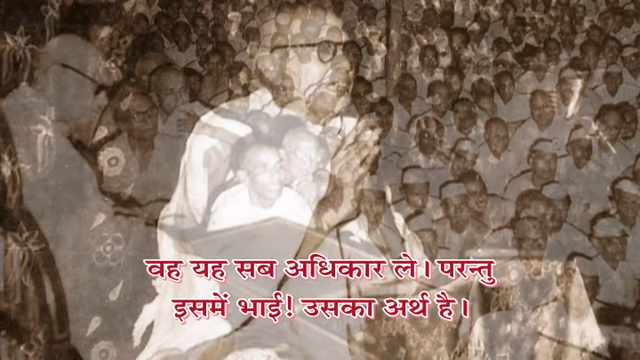 वह यह सब अधिकार ले। परन्तु
इसमें भाई! उसका अर्थ है।